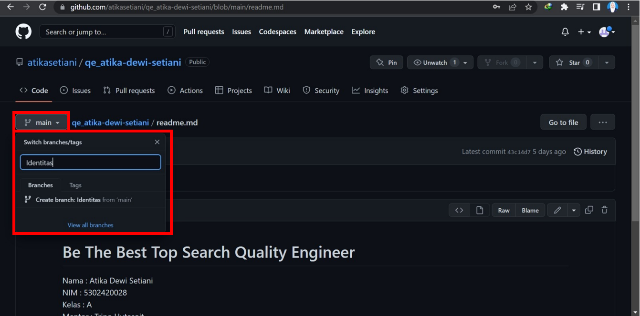 github.com/atikasetiani/qe_atika-dewi-setiani/blob/main/readme.md
Search or jump to...
/
Pull requests Issues Codespaces Marketplace Explore
atikasetiani / qe_atika-dewi-setiani Public
Pin Unwatch 1 Fork 0 Star 0
Code Issues Pull requests Actions Projects Wiki Security Insights Settings
main qe_atika-dewi-setiani / readme.md Go to file ...
Switch branches/tags
Latest commit 5 days ago History
Identitas
Branches Tags
Create branch: Identitas from 'main'
Raw Blame
View all branches
Be The Best Top Search Quality Engineer
Nama : Atika Dewi Setiani
NIM : 5302420028
Kelas : A